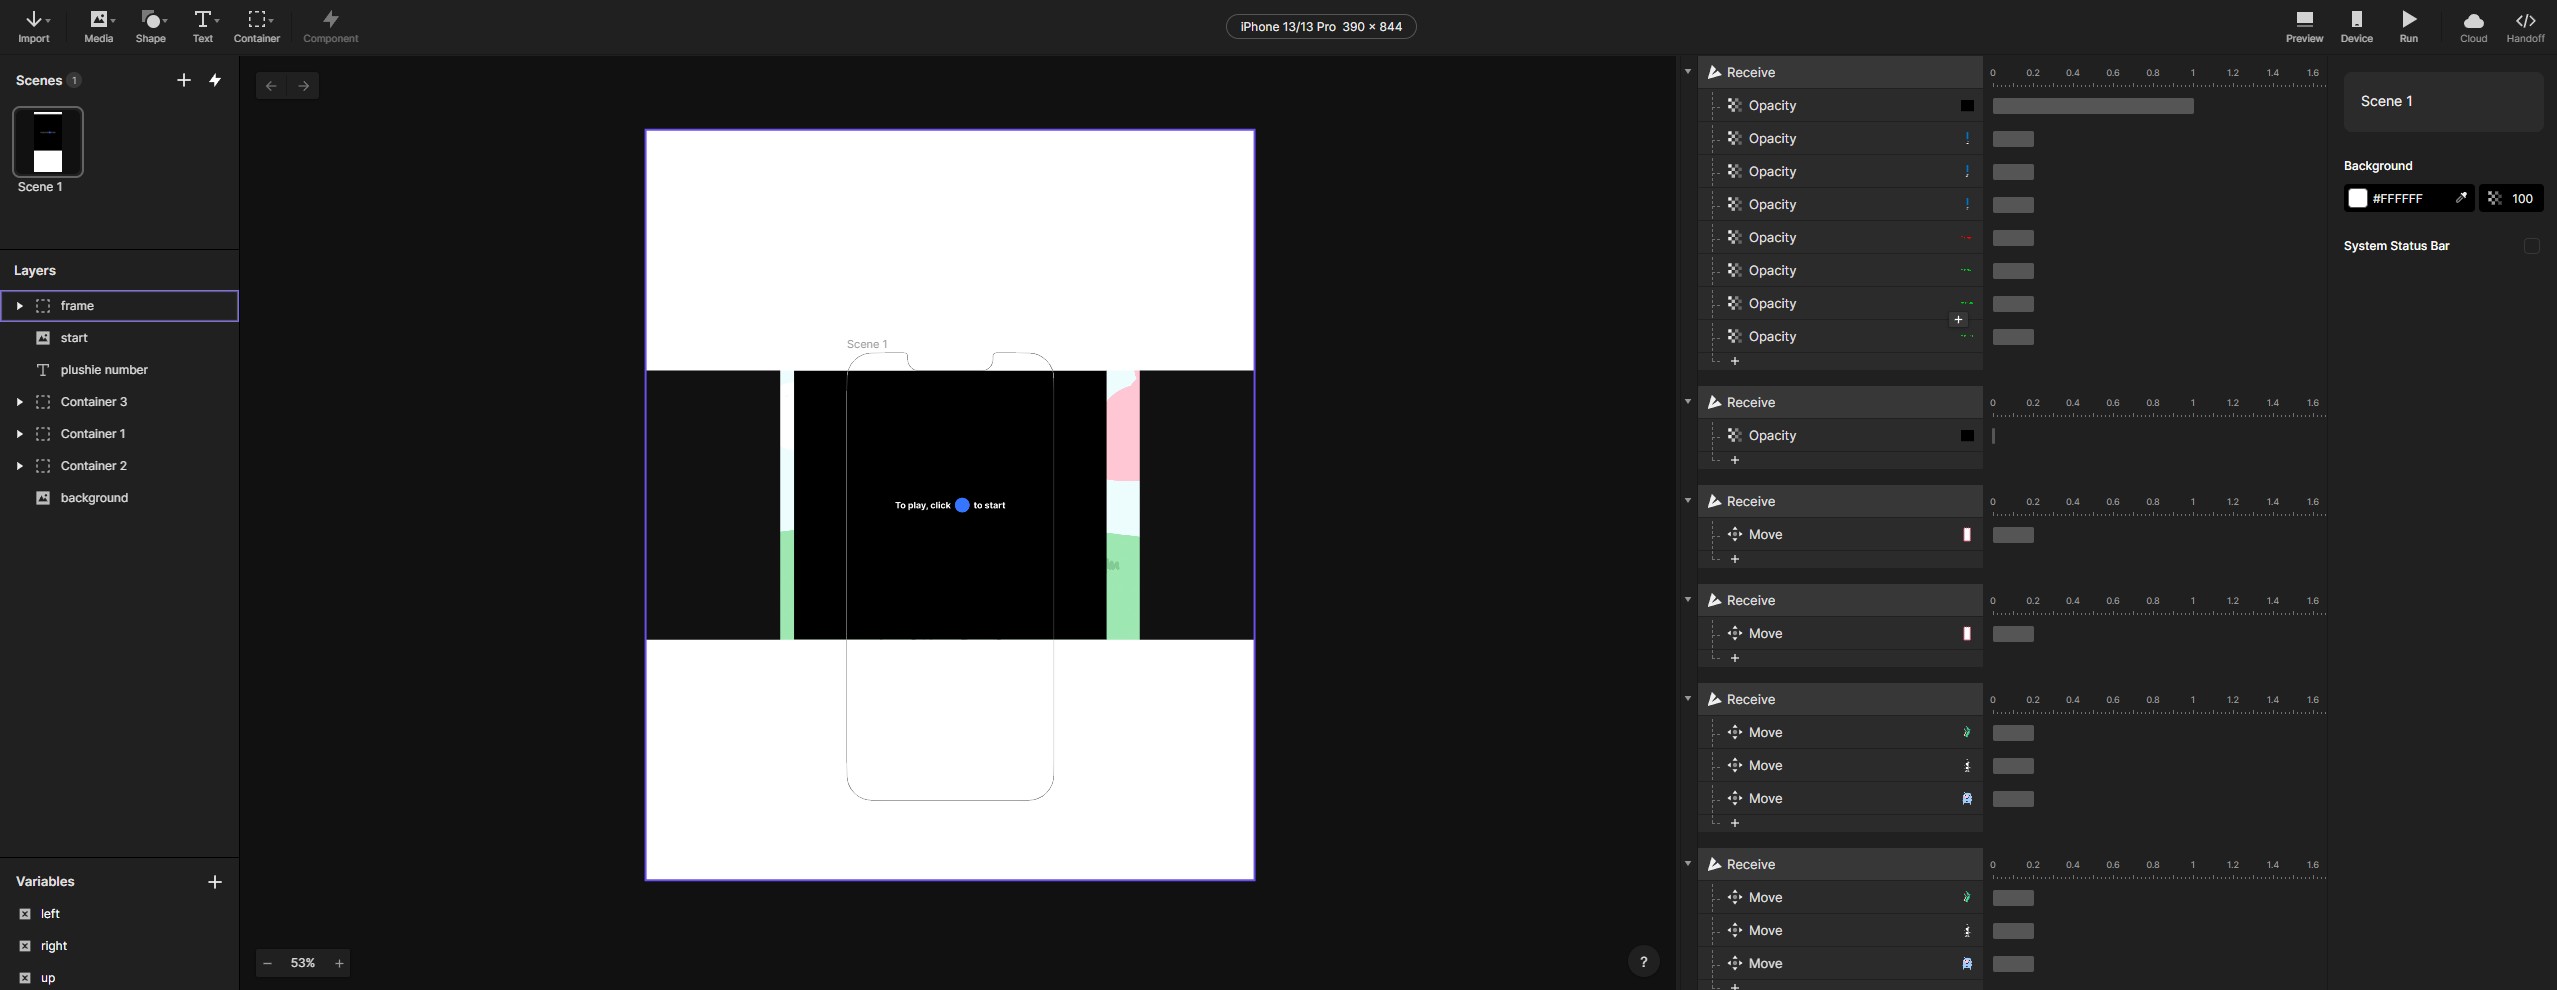 Import
Media
Shape
Text
Container
Component
iPhone 13/13 Pro 390 × 844
Preview
Device
Run
Cloud
Handoff
Scenes 1
Scene 1
Layers
frame
start
plushie number
Container 3
Container 1
Container 2
background
Variables
left
right
up
Scene 1
To play, click to start
53%
?
Receive
0 0.2 0.4 0.6 0.8 1 1.2 1.4 1.6
Opacity
Opacity
Opacity
Opacity
Opacity
Opacity
Opacity
Opacity
Receive
0 0.2 0.4 0.6 0.8 1 1.2 1.4 1.6
Opacity
Receive
0 0.2 0.4 0.6 0.8 1 1.2 1.4 1.6
Move
Receive
0 0.2 0.4 0.6 0.8 1 1.2 1.4 1.6
Move
Receive
0 0.2 0.4 0.6 0.8 1 1.2 1.4 1.6
Move
Move
Move
Receive
0 0.2 0.4 0.6 0.8 1 1.2 1.4 1.6
Move
Move
Move
Scene 1
Background
#FFFFFF 100
System Status Bar